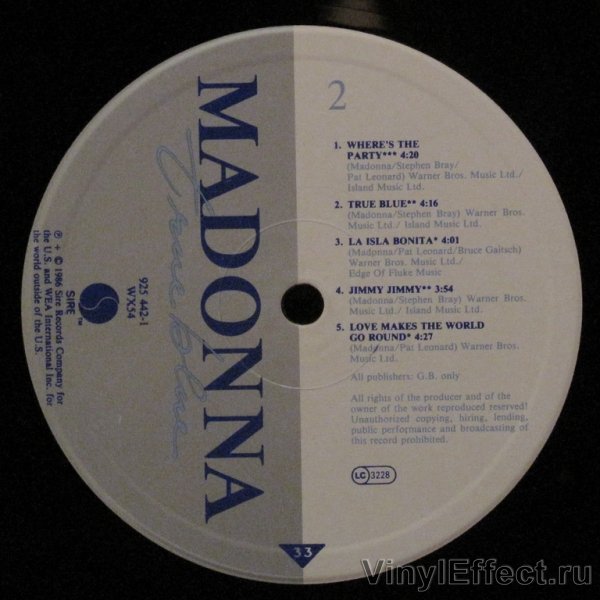 MADONNA
True blue
2
1. WHERE'S THE
PARTY*** 4:20
(Madonna/Stephen Bray/
Pat Leonard) Warner Bros. Music Ltd./
Island Music Ltd.
2. TRUE BLUE** 4:16
(Madonna/Stephen Bray) Warner Bros.
Music Ltd./ Island Music Ltd.
3. LA ISLA BONITA* 4:01
(Madonna/Pat Leonard/Bruce Gaitsch)
Warner Bros. Music Ltd./
Edge Of Fluke Music
4. JIMMY JIMMY** 3:54
(Madonna/Stephen Bray) Warner Bros.
Music Ltd./ Island Music Ltd.
5. LOVE MAKES THE WORLD
GO ROUND* 4:27
(Madonna/Pat Leonard) Warner Bros.
Music Ltd.
All publishers: G.B. only
All rights of the producer and of the
owner of the work reproduced reserved!
Unauthorized copying, hiring, lending,
public performance and broadcasting of
this record prohibited.
LC 3228
925 442-1
WX54
SIRE
TM
℗ + © 1986 Sire Records Company for
the U.S. and WEA International Inc. for
the world outside of the U.S.
33
VinylEffect.ru